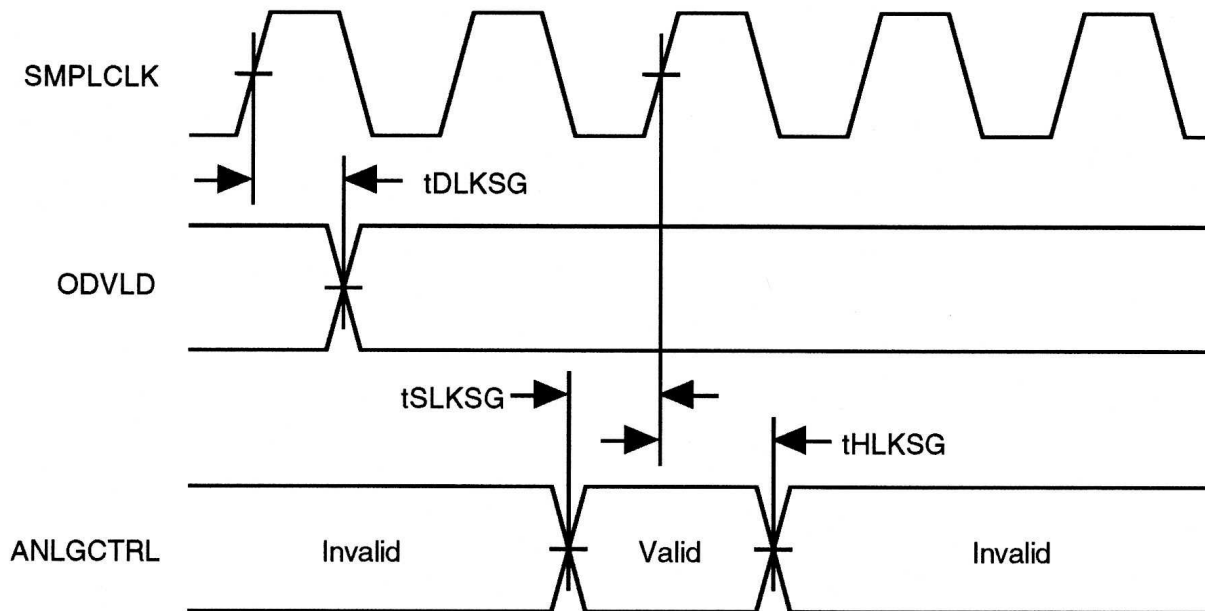 SMPLCLK
tDLKSG
ODVLD
tSLKSG
tHLKSG
ANLGCTRL Invalid Valid Invalid